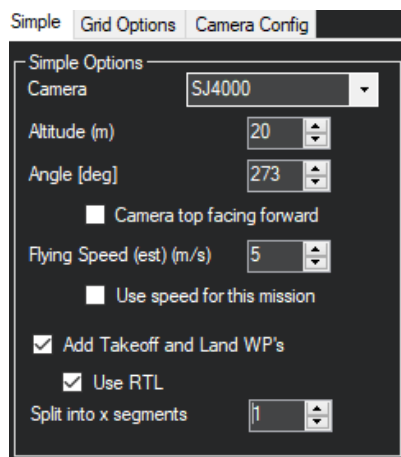 Simple Grid Options Camera Config
Simple Options
Camera SJ4000
Altitude (m) 20
Angle [deg] 273
Camera top facing forward
Flying Speed (est) (m/s) 5
Use speed for this mission
Add Takeoff and Land WP's
Use RTL
Split into x segments 1